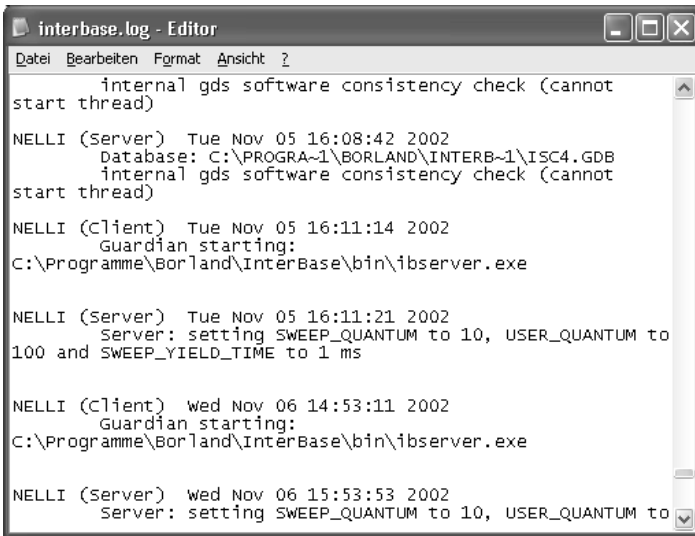 interbase.log - Editor
Datei Bearbeiten Format Ansicht ?
internal gds software consistency check (cannot
start thread)
NELLI (Server) Tue Nov 05 16:08:42 2002
Database: C:\PROGRA~1\BORLAND\INTERB~1\ISC4.GDB
internal gds software consistency check (cannot
start thread)
NELLI (Client) Tue Nov 05 16:11:14 2002
Guardian starting:
C:\Programme\Borland\InterBase\bin\ibserver.exe
NELLI (Server) Tue Nov 05 16:11:21 2002
Server: setting SWEEP_QUANTUM to 10, USER_QUANTUM to
100 and SWEEP_YIELD_TIME to 1 ms
NELLI (Client) Wed Nov 06 14:53:11 2002
Guardian starting:
C:\Programme\Borland\InterBase\bin\ibserver.exe
NELLI (Server) Wed Nov 06 15:53:53 2002
Server: setting SWEEP_QUANTUM to 10, USER_QUANTUM to